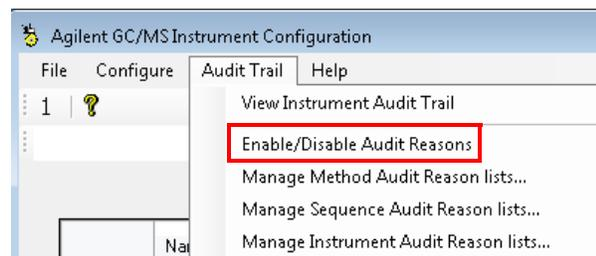 Agilent GC/MS Instrument Configuration
File Configure Audit Trail Help
1
View Instrument Audit Trail
Enable/Disable Audit Reasons
Manage Method Audit Reason lists...
Manage Sequence Audit Reason lists...
Manage Instrument Audit Reason lists...